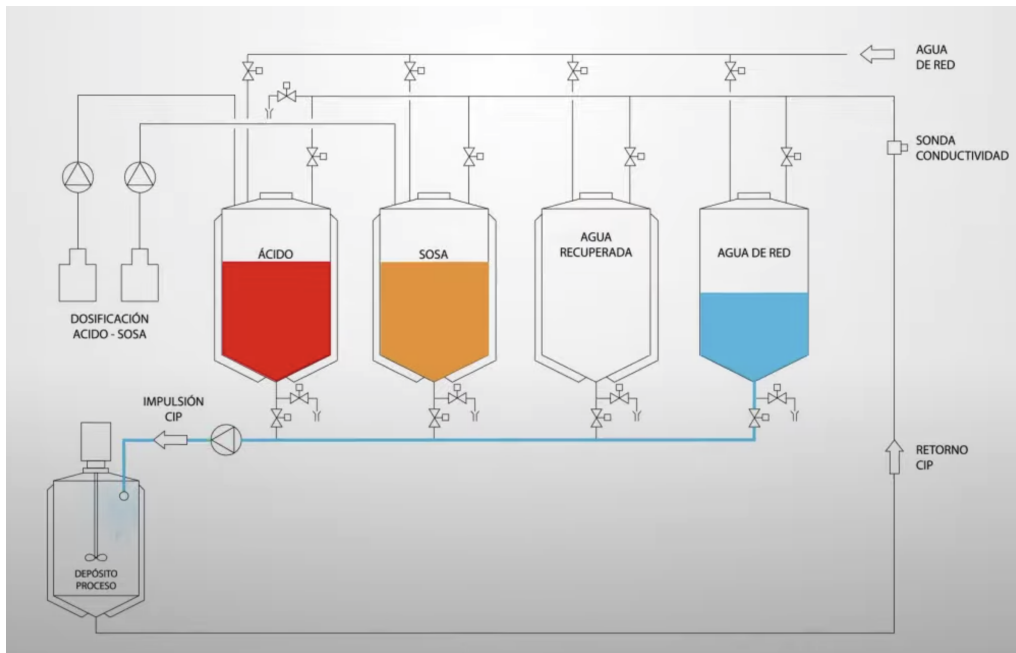 AGUA
DE RED
SONDA
CONDUCTIVIDAD
ÁCIDO
SOSA
AGUA
RECUPERADA
AGUA DE RED
DOSIFICACIÓN
ACIDO - SOSA
IMPULSIÓN
CIP
RETORNO
CIP
DEPÓSITO
PROCESO